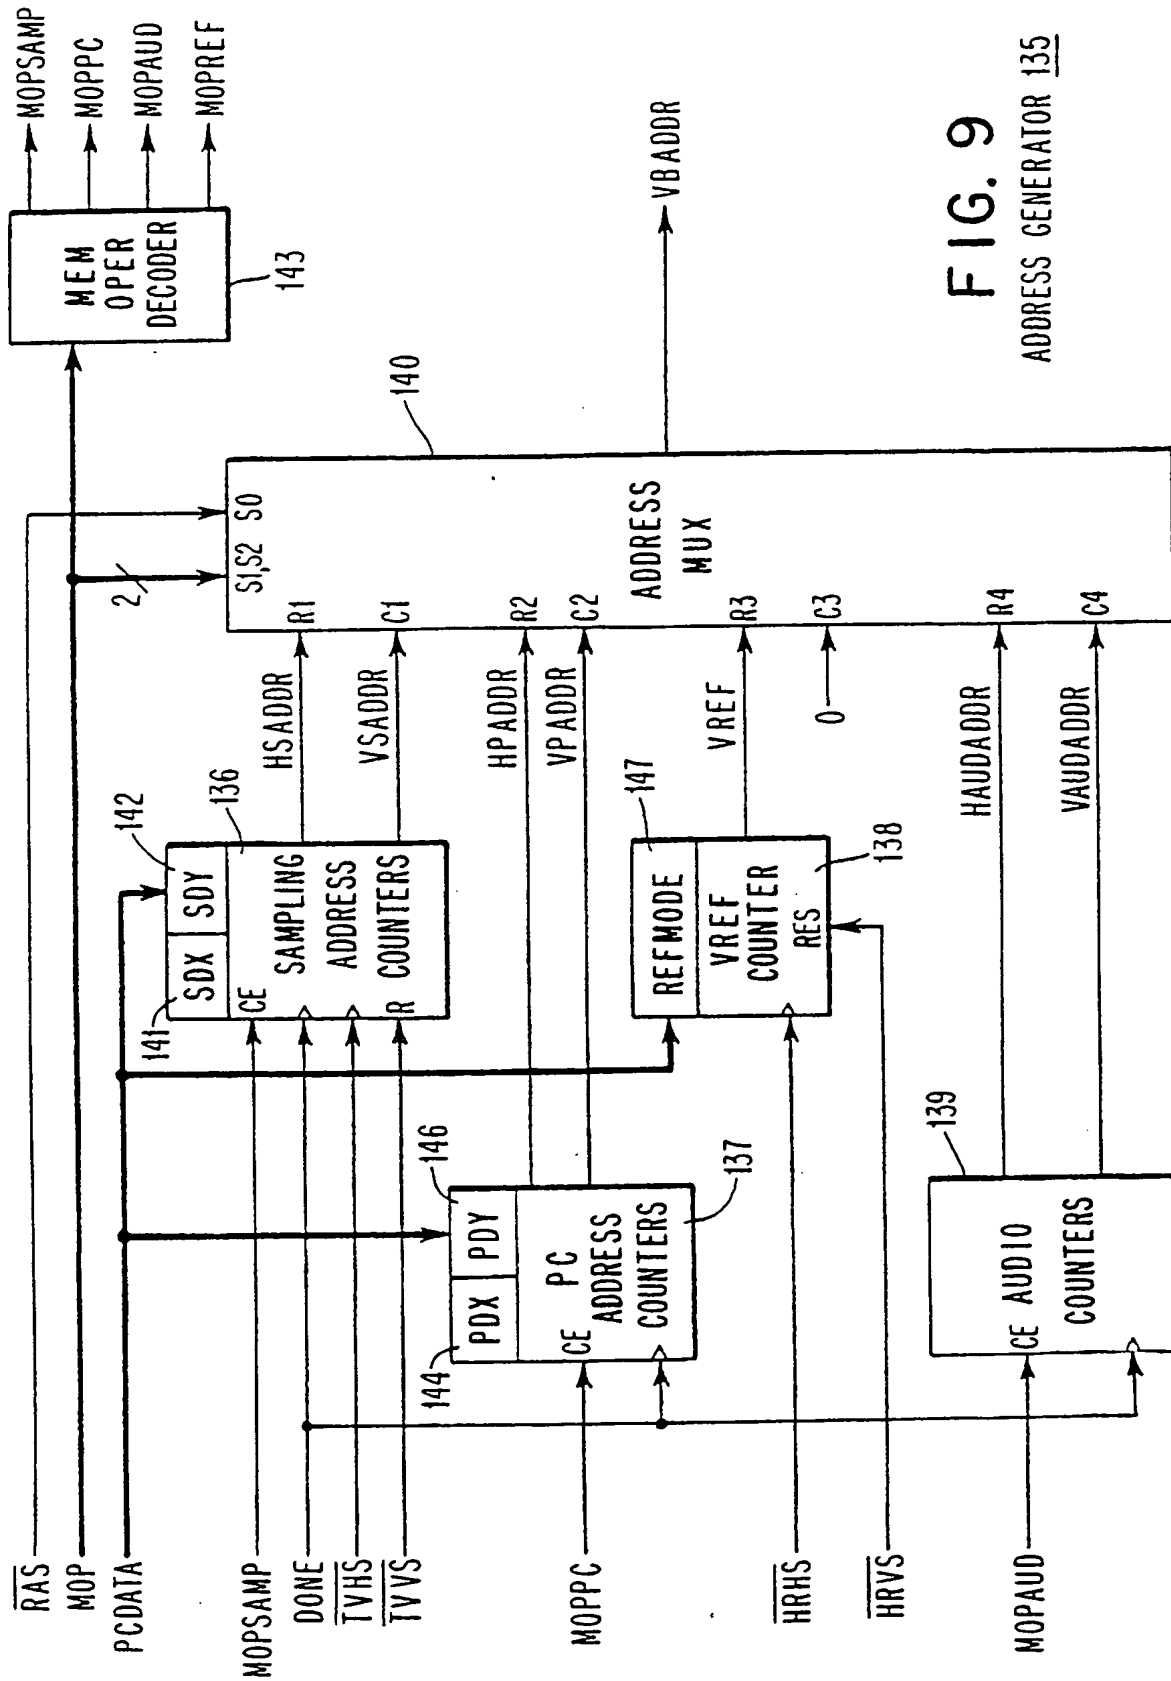 RAS
MOP
PCDATA
MOPSAMP
DONE
TVHS
TVVS
MOPPC
HRHS
HRVS
MOPAUD
144
PDX
PDY
146
CE
PC
ADDRESS
COUNTERS
137
139
CE
AUDIO
COUNTERS
141
SDX
SDY
142
136
CE
SAMPLING
ADDRESS
COUNTERS
R
REFMODE
147
VREF
COUNTER
RES
138
HSADDR
VSADDR
HPADDR
VPADDR
VREF
0
HAUDADDR
VAUDADDR
2
S1,S2
S0
R1
C1
R2
C2
R3
C3
R4
C4
ADDRESS
MUX
140
MEM
OPER
DECODER
143
MOPSAMP
MOPPC
MOPAUD
MOPREF
VBADDR
FIG. 9
ADDRESS GENERATOR 135